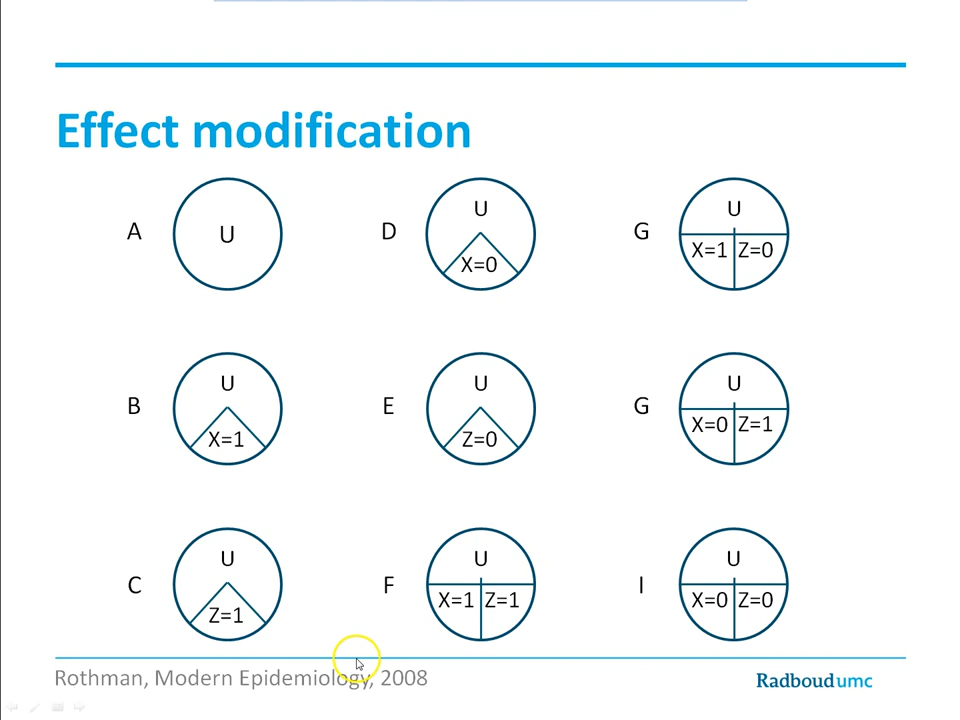 Effect modification
A
U
D
U
X=0
G
U
X=1 Z=0
B
U
X=1
E
U
Z=0
G
U
X=0 Z=1
C
U
Z=1
F
U
X=1 Z=1
I
U
X=0 Z=0
Rothman, Modern Epidemiology, 2008
Radboudumc